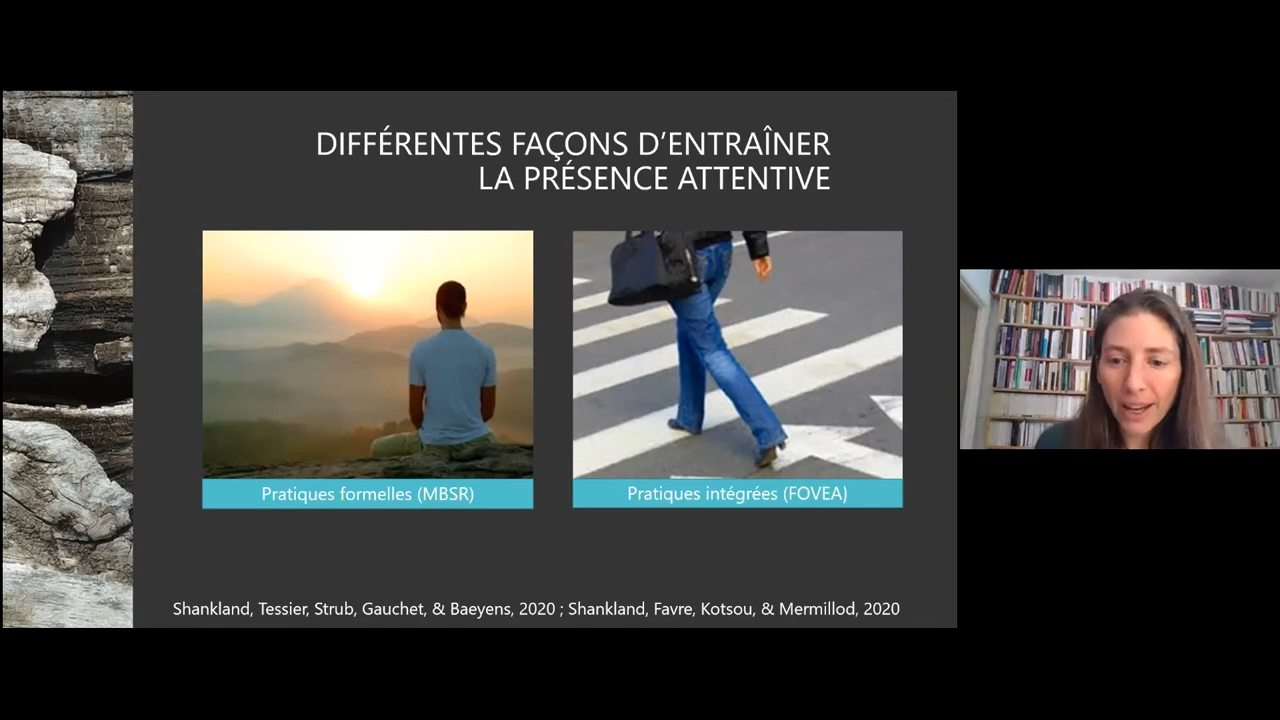 DIFFÉRENTES FAÇONS D’ENTRAÎNER
LA PRÉSENCE ATTENTIVE
Pratiques formelles (MBSR)
Pratiques intégrées (FOVEA)
Shankland, Tessier, Strub, Gauchet, & Baeyens, 2020 ; Shankland, Favre, Kotsou, & Mermillod, 2020